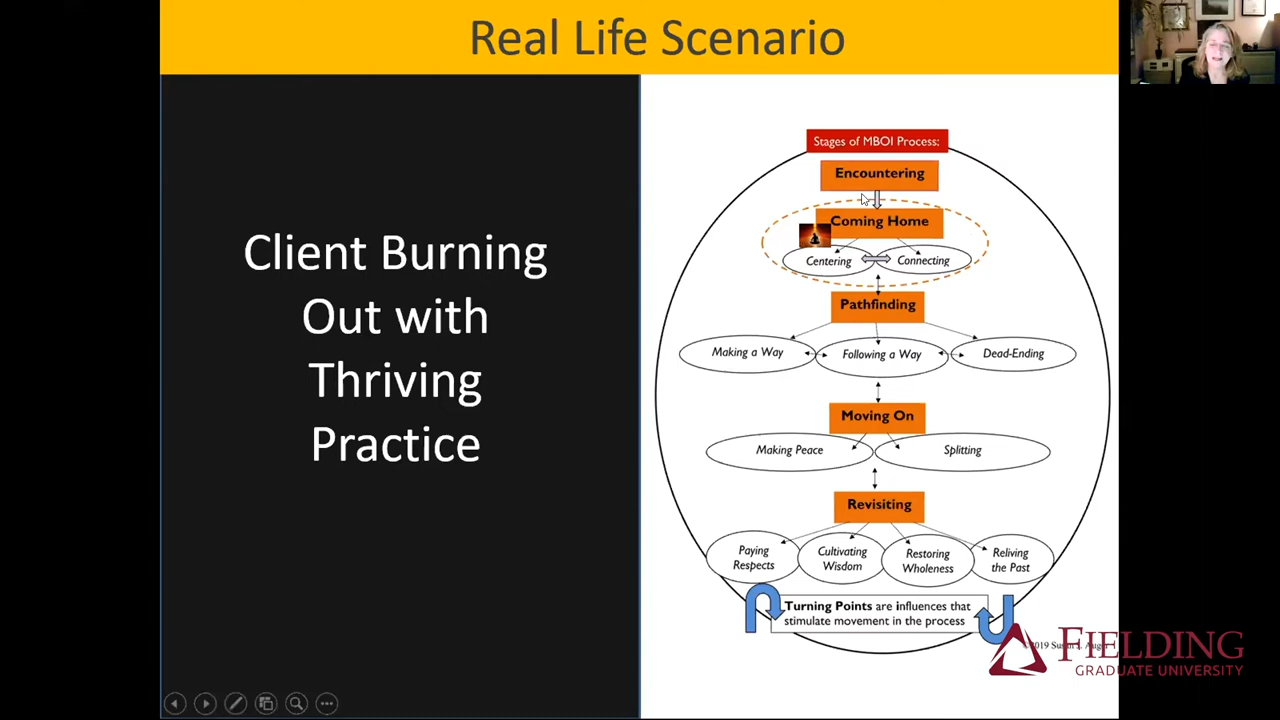 Real Life Scenario
Client Burning
Out with
Thriving
Practice
Stages of MBOI Process:
Encountering
Coming Home
Centering
Connecting
Pathfinding
Making a Way
Following a Way
Dead-Ending
Moving On
Making Peace
Splitting
Revisiting
Paying
Respects
Cultivating
Wisdom
Restoring
Wholeness
Reliving
the Past
Turning Points are influences that
stimulate movement in the process
©2019 Susan
FIELDING
GRADUATE UNIVERSITY